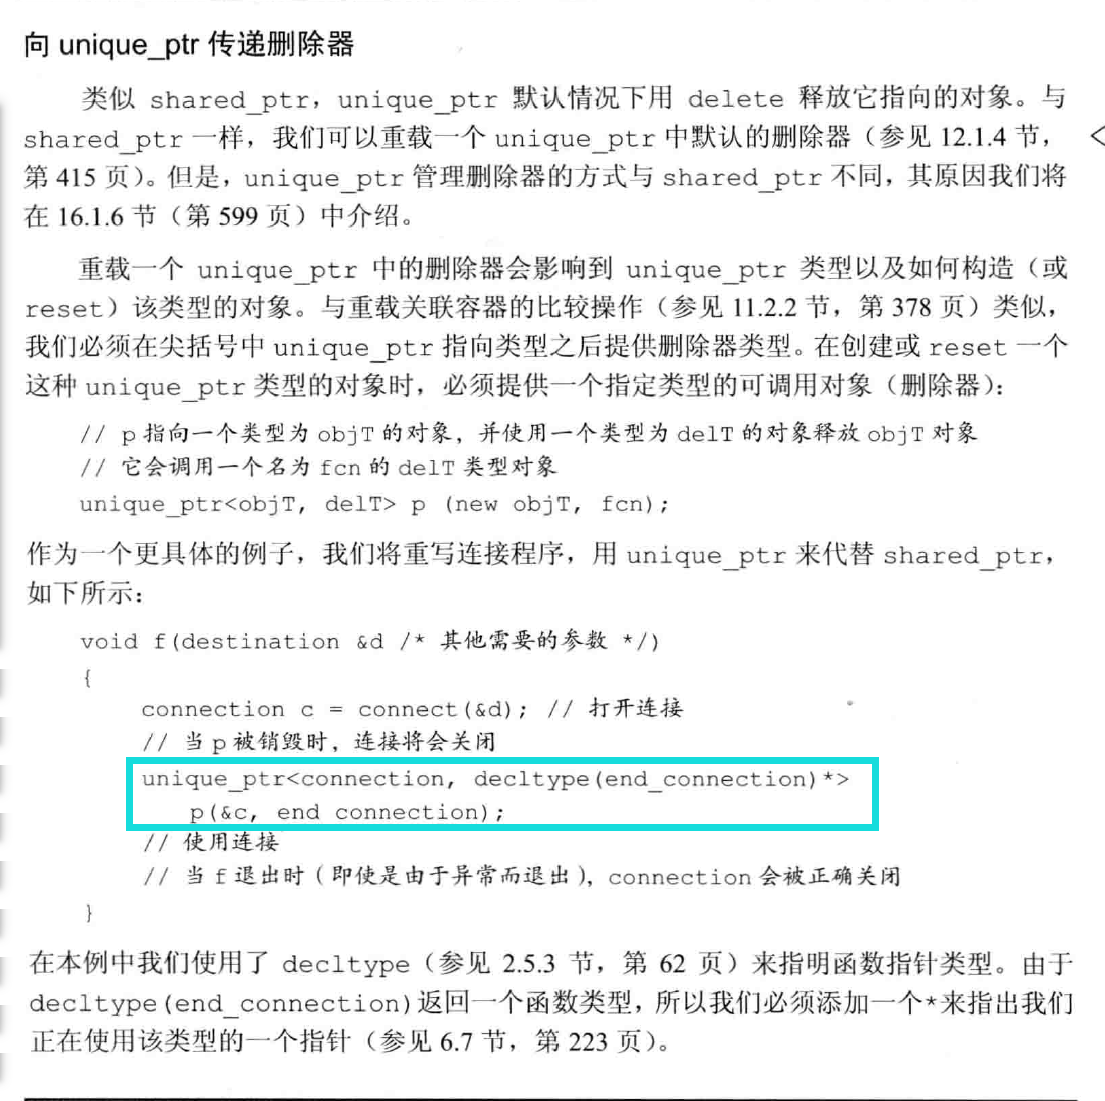 向 unique_ptr 传递删除器
类似 shared_ptr，unique_ptr 默认情况下用 delete 释放它指向的对象。与
shared_ptr 一样，我们可以重载一个 unique_ptr 中默认的删除器（参见 12.1.4 节，
第 415 页）。但是，unique_ptr 管理删除器的方式与 shared_ptr 不同，其原因我们将
在 16.1.6 节（第 599 页）中介绍。
重载一个 unique_ptr 中的删除器会影响到 unique_ptr 类型以及如何构造（或
reset）该类型的对象。与重载关联容器的比较操作（参见 11.2.2 节，第 378 页）类似，
我们必须在尖括号中 unique_ptr 指向类型之后提供删除器类型。在创建或 reset 一个
这种 unique_ptr 类型的对象时，必须提供一个指定类型的可调用对象（删除器）：
// p 指向一个类型为 objT 的对象，并使用一个类型为 delT 的对象释放 objT 对象
// 它会调用一个名为 fcn 的 delT 类型对象
unique_ptr<objT, delT> p (new objT, fcn);
作为一个更具体的例子，我们将重写连接程序，用 unique_ptr 来代替 shared_ptr，
如下所示：
void f(destination &d /* 其他需要的参数 */)
{
connection c = connect(&d); // 打开连接
// 当 p 被销毁时，连接将会关闭
unique_ptr<connection, decltype(end_connection)*>
p(&c, end connection);
// 使用连接
// 当 f 退出时（即使是由于异常而退出），connection 会被正确关闭
}
在本例中我们使用了 decltype（参见 2.5.3 节，第 62 页）来指明函数指针类型。由于
decltype(end_connection)返回一个函数类型，所以我们必须添加一个*来指出我们
正在使用该类型的一个指针（参见 6.7 节，第 223 页）。